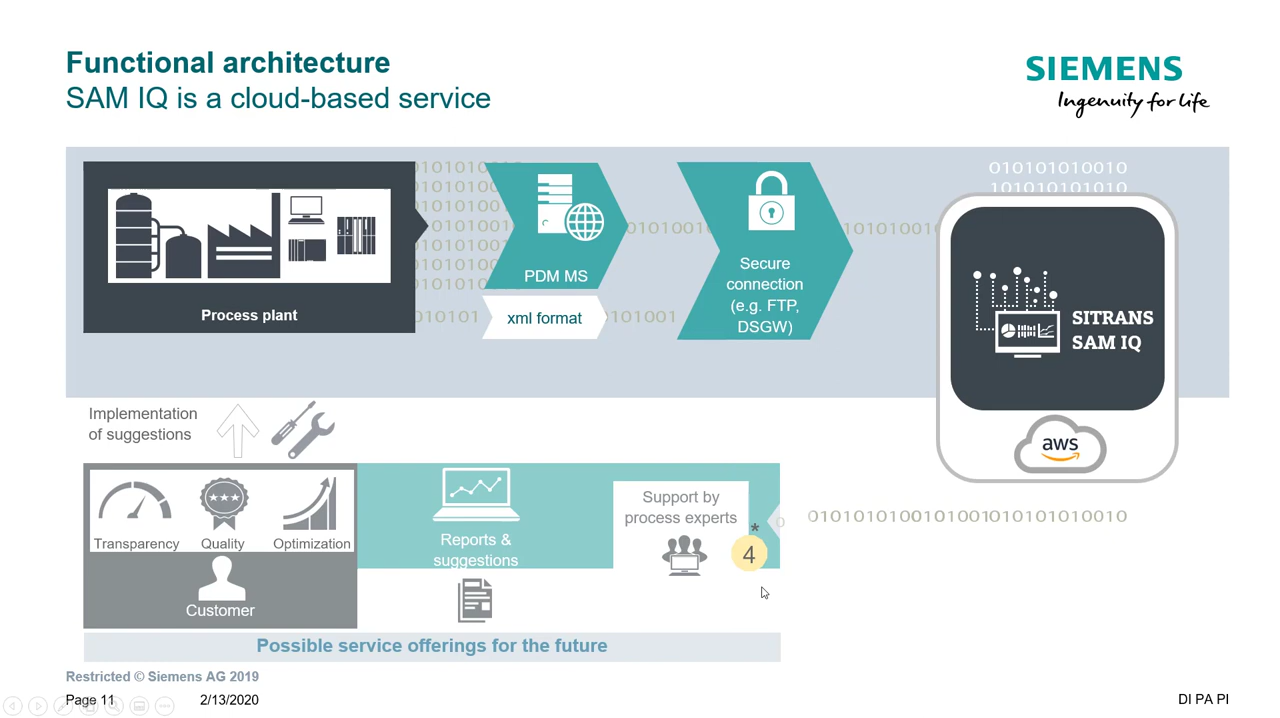 Functional architecture
SAM IQ is a cloud-based service
SIEMENS
Ingenuity for life
Process plant
PDM MS
xml format
Secure
connection
(e.g. FTP,
DSGW)
010101010010
101010101010
SITRANS
SAM IQ
aws
Implementation
of suggestions
Transparency
Quality
Optimization
Customer
Reports &
suggestions
Support by
process experts
*
4
0101010100101001010101010010
Possible service offerings for the future
Restricted © Siemens AG 2019
Page 11
2/13/2020
DI PA PI